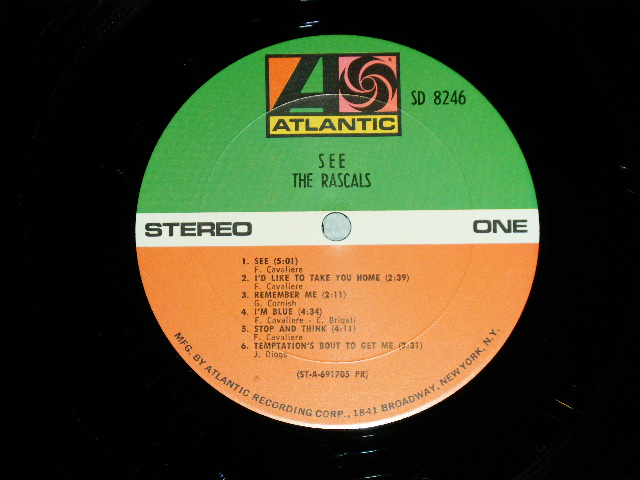 ATLANTIC
SD 8246
SEE
THE RASCALS
STEREO
ONE
1. SEE (5:01)
F. Cavaliere
2. I'D LIKE TO TAKE YOU HOME (2:39)
F. Cavaliere
3. REMEMBER ME (2:11)
G. Cornish
4. I'M BLUE (4:34)
F. Cavaliere - E. Brigati
5. STOP AND THINK (4:11)
F. Cavaliere
6. TEMPTATION'S BOUT TO GET ME (3:31)
J. Diggs
(ST-A-691705 PR)
MFG. BY ATLANTIC RECORDING CORP., 1841 BROADWAY, NEW YORK, N.Y.